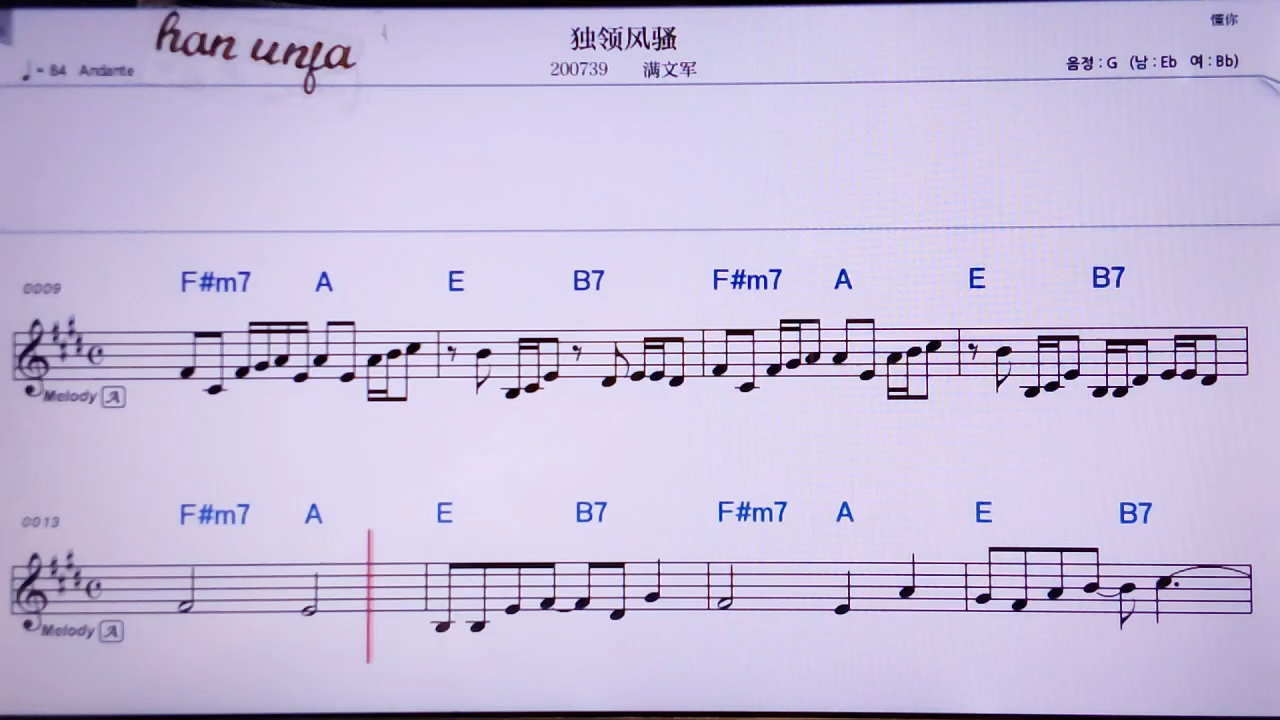 han unfa
独领风骚
懂你
♩ = 84 Andante
200739 满文军
음정 : G (남 : Eb 여 : Bb)
0009
F#m7 A E B7 F#m7 A E B7
Melody A
0013
F#m7 A E B7 F#m7 A E B7
Melody A